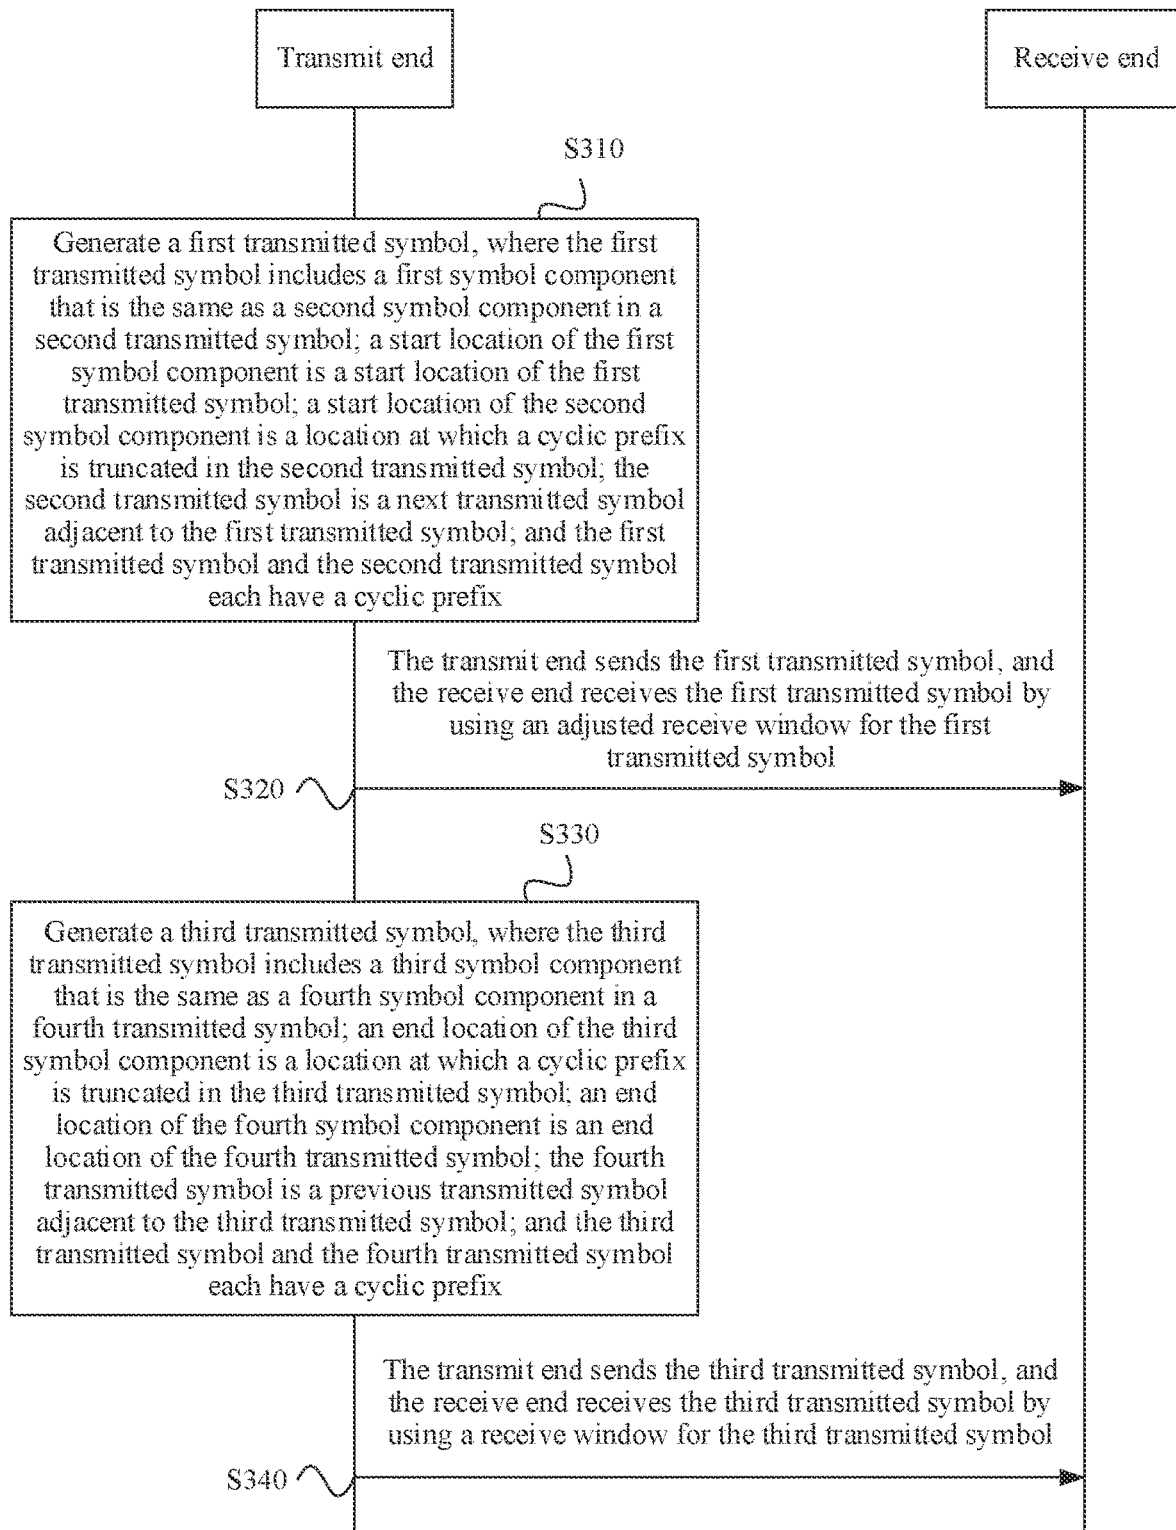 Transmit end
Receive end
S310
Generate a first transmitted symbol, where the first
transmitted symbol includes a first symbol component
that is the same as a second symbol component in a
second transmitted symbol; a start location of the first
symbol component is a start location of the first
transmitted symbol; a start location of the second
symbol component is a location at which a cyclic prefix
is truncated in the second transmitted symbol; the
second transmitted symbol is a next transmitted symbol
adjacent to the first transmitted symbol; and the first
transmitted symbol and the second transmitted symbol
each have a cyclic prefix
The transmit end sends the first transmitted symbol, and
the receive end receives the first transmitted symbol by
using an adjusted receive window for the first
transmitted symbol
S320
S330
Generate a third transmitted symbol, where the third
transmitted symbol includes a third symbol component
that is the same as a fourth symbol component in a
fourth transmitted symbol; an end location of the third
symbol component is a location at which a cyclic prefix
is truncated in the third transmitted symbol; an end
location of the fourth symbol component is an end
location of the fourth transmitted symbol; the fourth
transmitted symbol is a previous transmitted symbol
adjacent to the third transmitted symbol; and the third
transmitted symbol and the fourth transmitted symbol
each have a cyclic prefix
The transmit end sends the third transmitted symbol, and
the receive end receives the third transmitted symbol by
using a receive window for the third transmitted symbol
S340